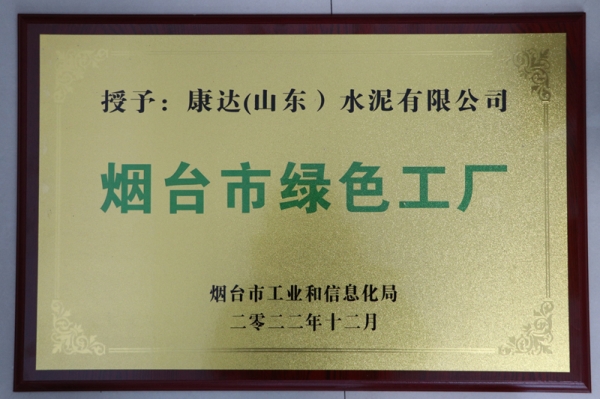 授予：康达(山东）水泥有限公司
烟台市绿色工厂
烟台市工业和信息化局
二零二二年十二月